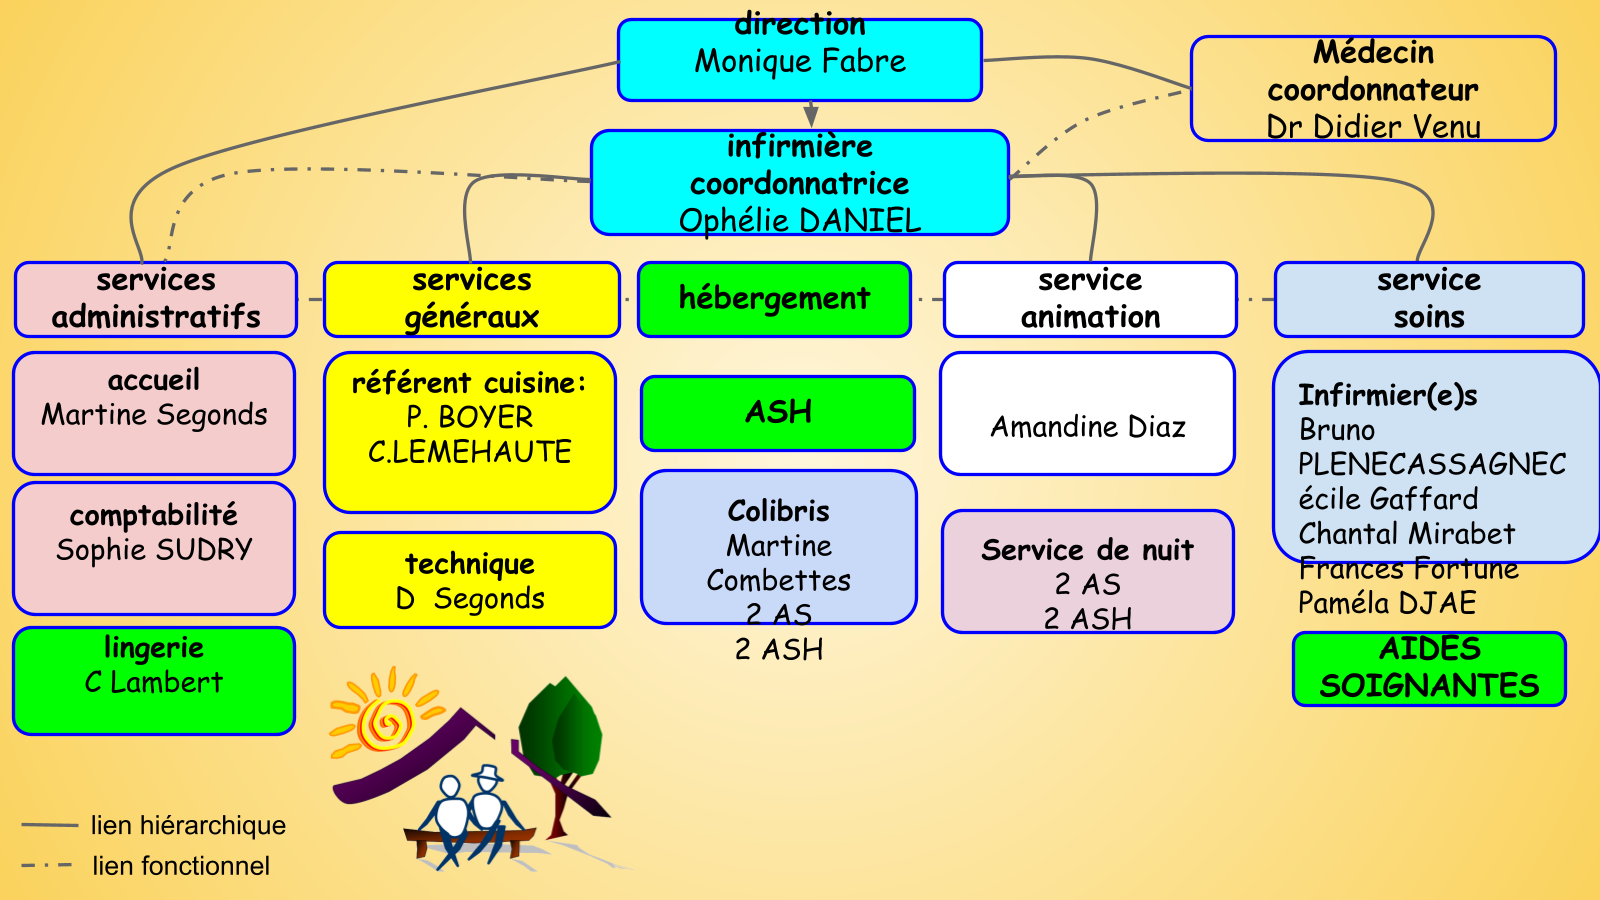 direction
Monique Fabre
Médecin
coordonnateur
Dr Didier Venu
infirmière
coordonnatrice
Ophélie DANIEL
services
administratifs
services
généraux
hébergement
service
animation
service
soins
accueil
Martine Segonds
comptabilité
Sophie SUDRY
lingerie
C Lambert
référent cuisine:
P. BOYER
C.LEMEHAUTE
technique
D Segonds
ASH
Colibris
Martine
Combettes
2 AS
2 ASH
Amandine Diaz
Service de nuit
2 AS
2 ASH
Infirmier(e)s
Bruno
PLENECASSAGNEC
écile Gaffard
Chantal Mirabet
Frances Fortune
Paméla DJAE
AIDES
SOIGNANTES
lien hiérarchique
lien fonctionnel